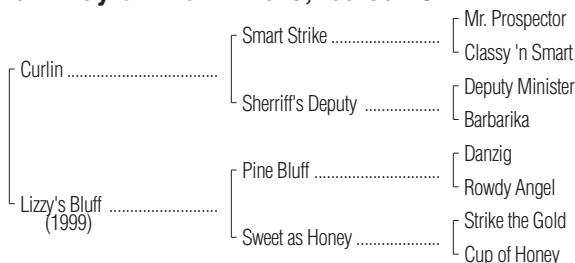 Mr. Prospector
Smart Strike
Classy 'n Smart
Curlin
Deputy Minister
Sherriff's Deputy
Barbarika
Danzig
Pine Bluff
Rowdy Angel
Lizzy's Bluff
(1999)
Strike the Gold
Sweet as Honey
Cup of Honey